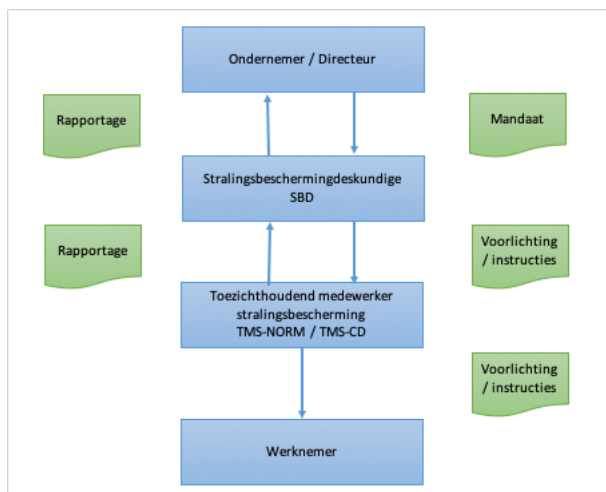 Ondernemer / Directeur
Rapportage
Mandaat
Stralingsbeschermingdeskundige
SBD
Rapportage
Voorlichting
/ instructies
Toezichthoudend medewerker
stralingsbescherming
TMS-NORM / TMS-CD
Voorlichting
/ instructies
Werknemer